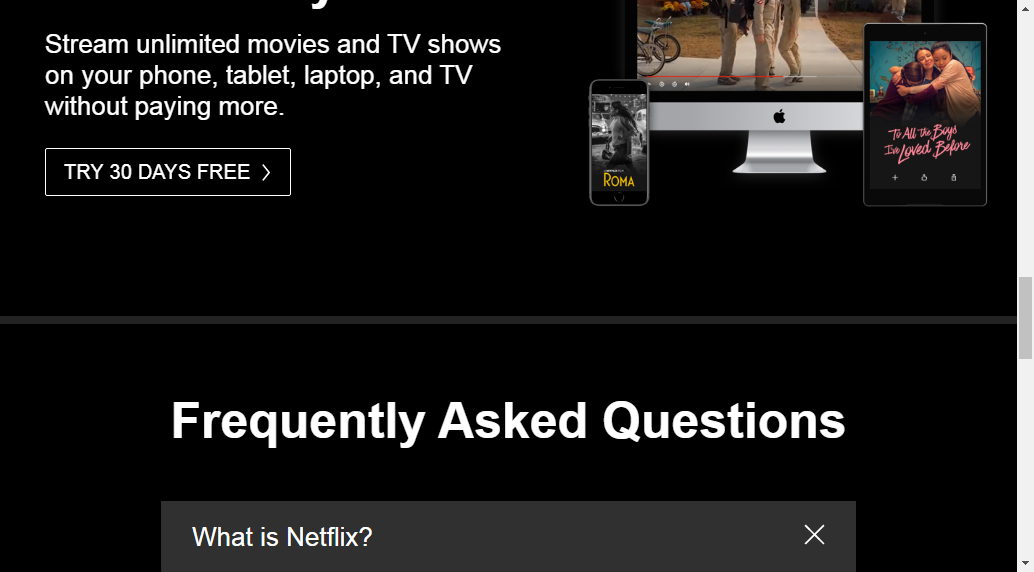 Stream unlimited movies and TV shows
on your phone, tablet, laptop, and TV
without paying more.
TRY 30 DAYS FREE
ROMA
To All the Boys
I've Loved Before
Frequently Asked Questions
What is Netflix?